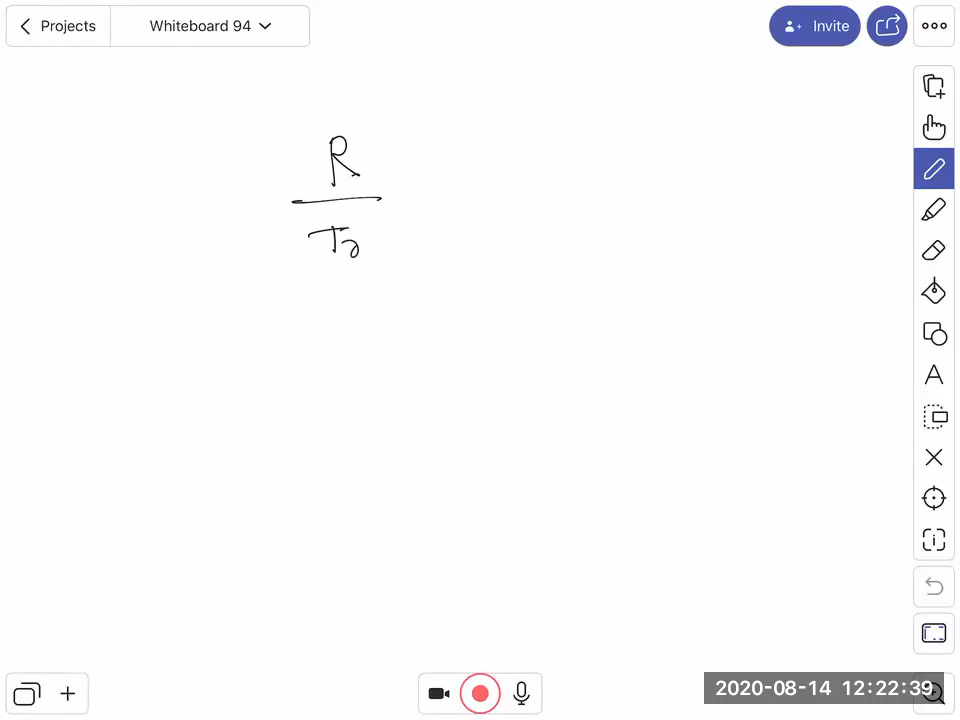 Projects
Whiteboard 94
Invite
R
T2
A
i
2020-08-14 12:22:39